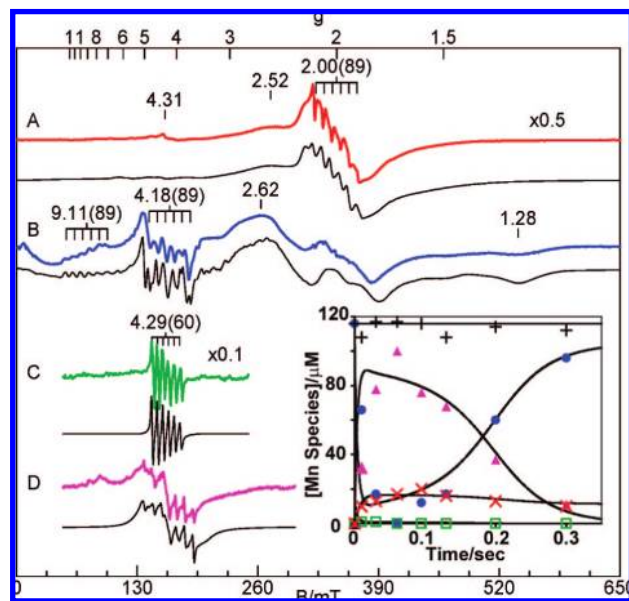 g
11 8 6 5 4 3 2 1.5
2.00(89)
2.52
4.31
A
x0.5
9.11(89) 4.18(89) 2.62
1.28
B
4.29(60)
C
x0.1
D
[Mn Species]/μM
120
80
40
0
0 0.1 0.2 0.3
Time/sec
0 130 260 390 520 650
B/mT